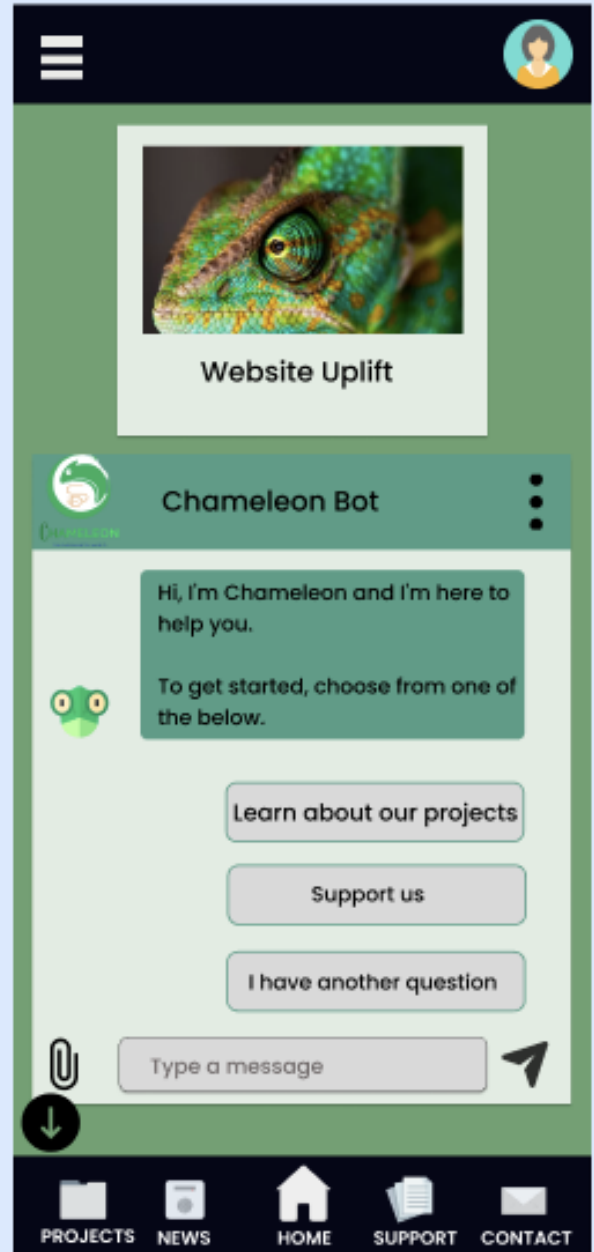 Website Uplift
CHAMELEON
Chameleon Bot
Hi, I'm Chameleon and I'm here to
help you.
To get started, choose from one of
the below.
Learn about our projects
Support us
I have another question
Type a message
PROJECTS
NEWS
HOME
SUPPORT
CONTACT